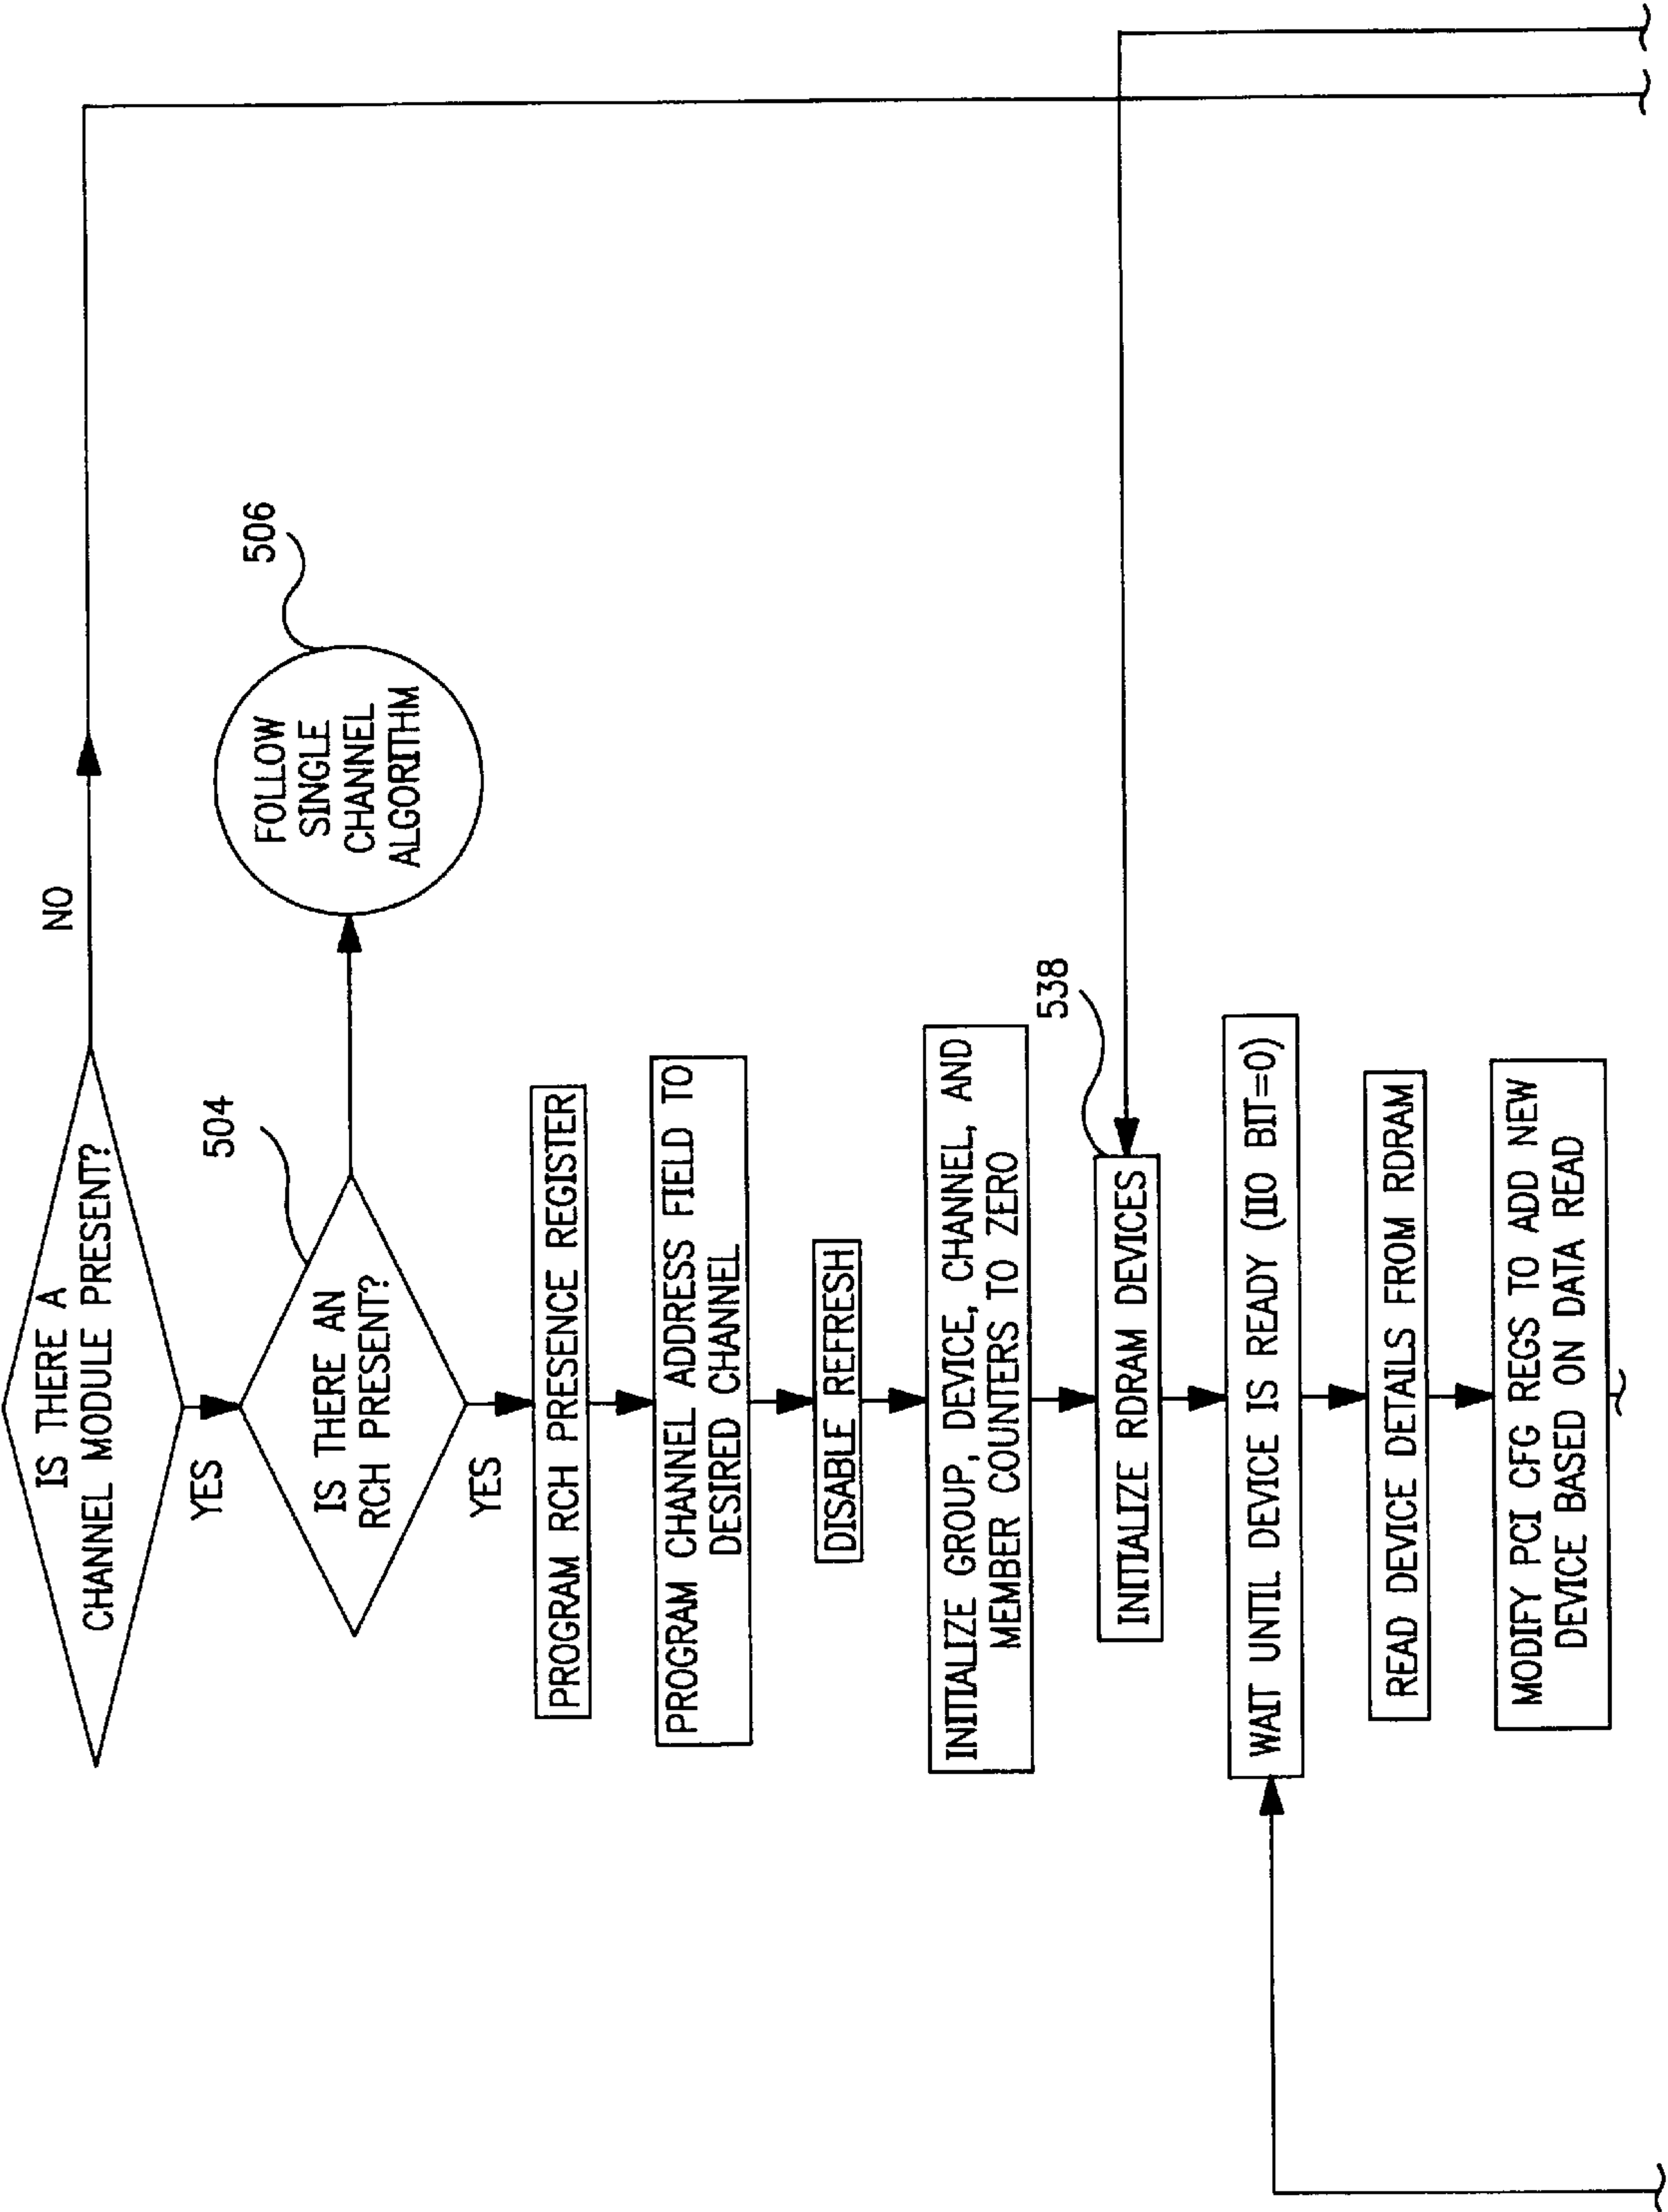 IS THERE A
CHANNEL MODULE PRESENT?
NO
YES
504
IS THERE AN
RCH PRESENT?
506
FOLLOW
SINGLE
CHANNEL
ALGORITHM
YES
PROGRAM RCH PRESENCE REGISTER
PROGRAM CHANNEL ADDRESS FIELD TO
DESIRED CHANNEL
DISABLE REFRESH
INITIALIZE GROUP, DEVICE, CHANNEL, AND
MEMBER COUNTERS TO ZERO
538
INITIALIZE RDRAM DEVICES
WAIT UNTIL DEVICE IS READY (IIO BIT=0)
READ DEVICE DETAILS FROM RDRAM
MODIFY PCI CFG REGS TO ADD NEW
DEVICE BASED ON DATA READ